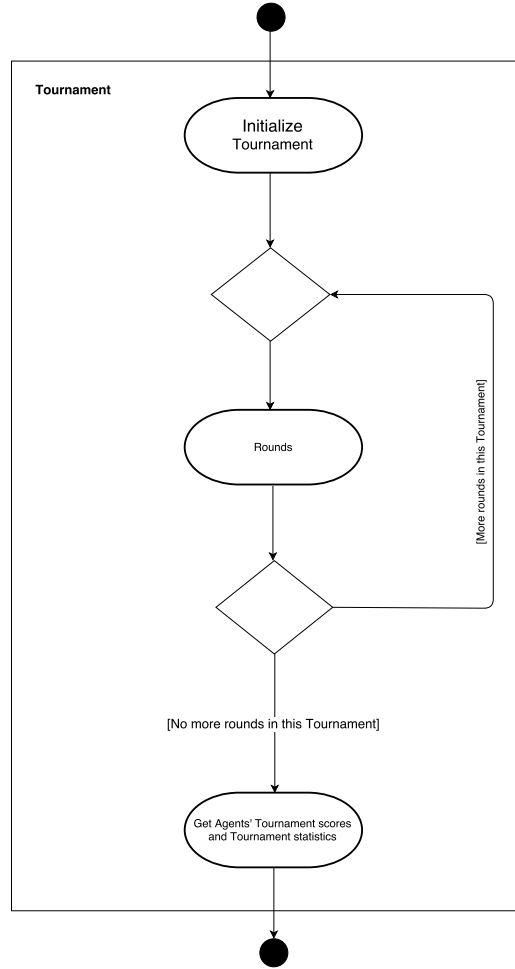 Tournament
Initialize
Tournament
Rounds
[More rounds in this Tournament]
[No more rounds in this Tournament]
Get Agents' Tournament scores
and Tournament statistics